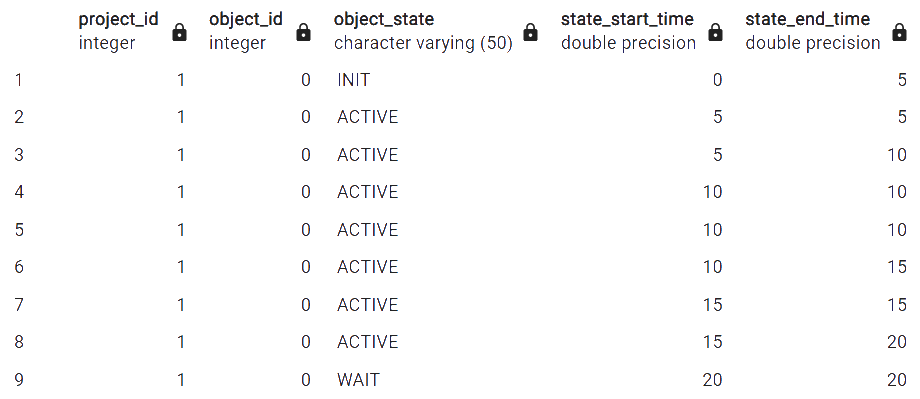 project_id object_id object_state state_start_time state_end_time
integer integer character varying (50) double precision double precision
1 1 0 INIT 0 5
2 1 0 ACTIVE 5 5
3 1 0 ACTIVE 5 10
4 1 0 ACTIVE 10 10
5 1 0 ACTIVE 10 10
6 1 0 ACTIVE 10 15
7 1 0 ACTIVE 15 15
8 1 0 ACTIVE 15 20
9 1 0 WAIT 20 20